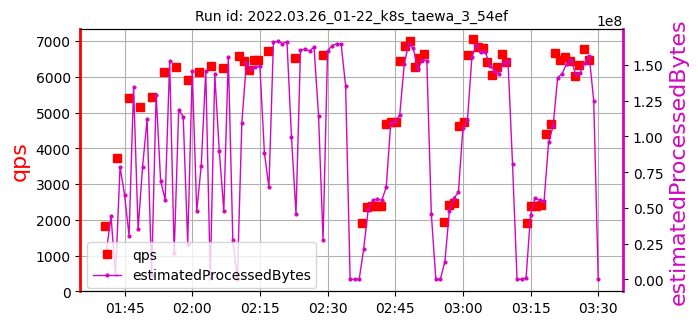 Run id: 2022.03.26_01-22_k8s_taewa_3_54ef
1e8
7000
6000
5000
4000
3000
2000
1000
0
qps
1.50
1.25
1.00
0.75
0.50
0.25
0.00
estimatedProcessedBytes
qps
estimatedProcessedBytes
01:45 02:00 02:15 02:30 02:45 03:00 03:15 03:30